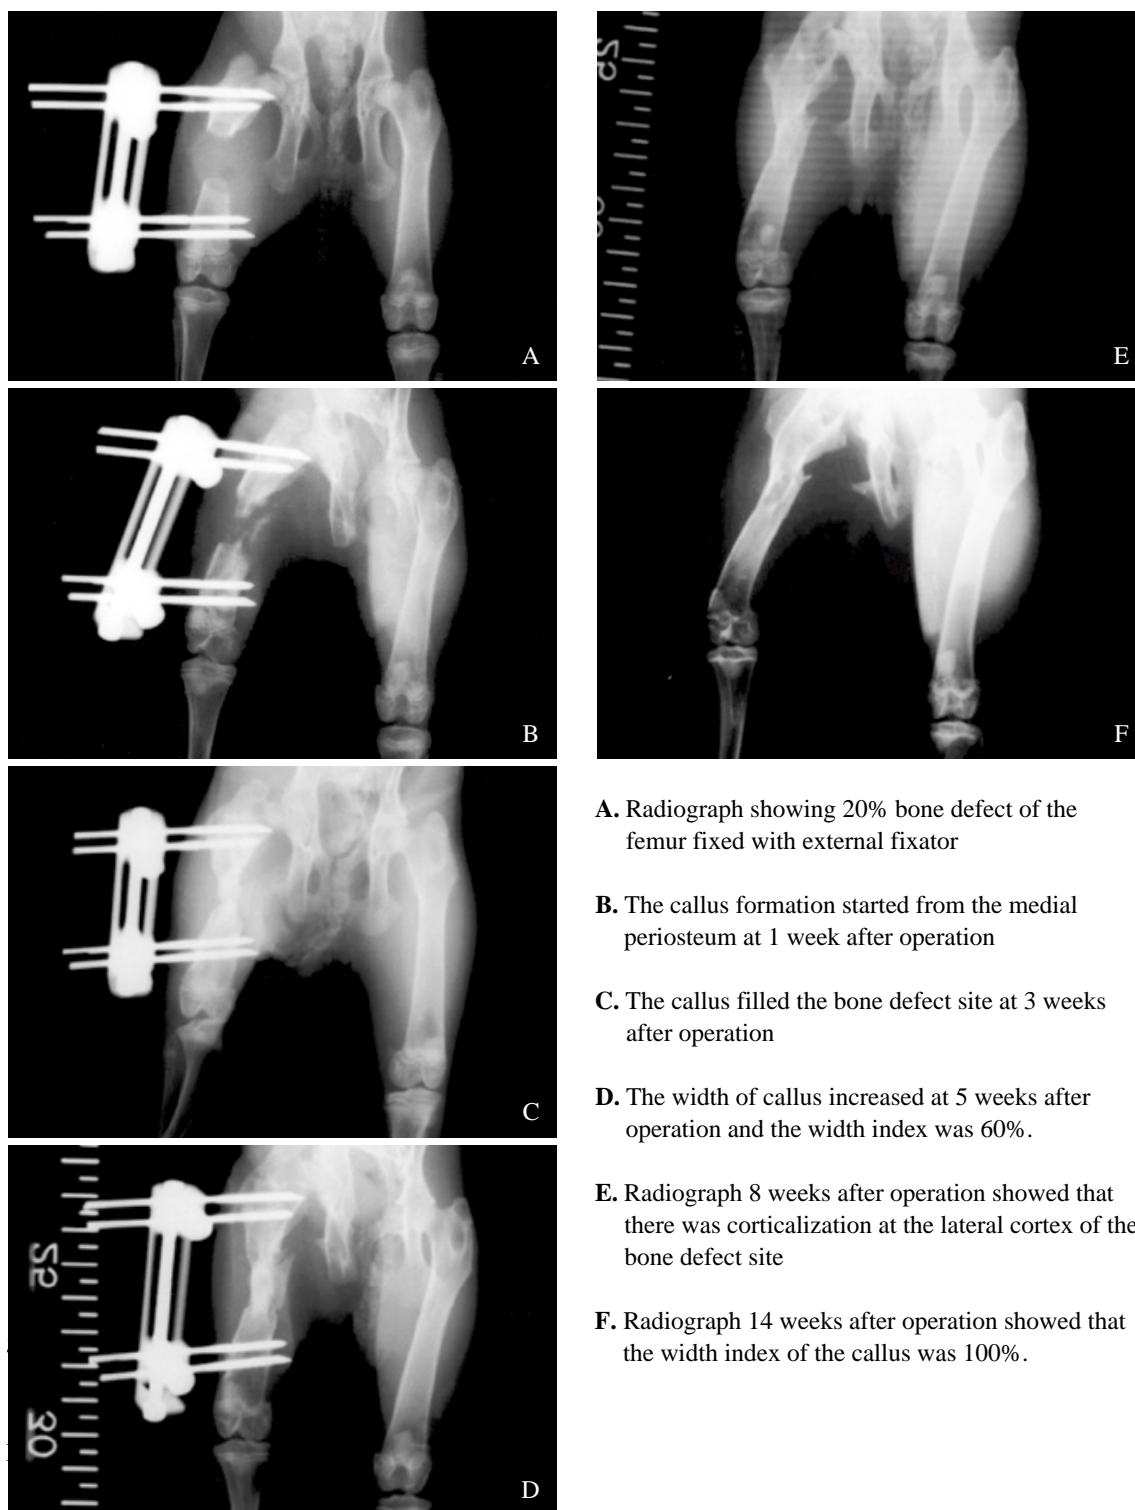 A
B
C
25
30
D
25
E
F
A. Radiograph showing 20% bone defect of the
femur fixed with external fixator
B. The callus formation started from the medial
periosteum at 1 week after operation
C. The callus filled the bone defect site at 3 weeks
after operation
D. The width of callus increased at 5 weeks after
operation and the width index was 60%.
E. Radiograph 8 weeks after operation showed that
there was corticalization at the lateral cortex of the
bone defect site
F. Radiograph 14 weeks after operation showed that
the width index of the callus was 100%.